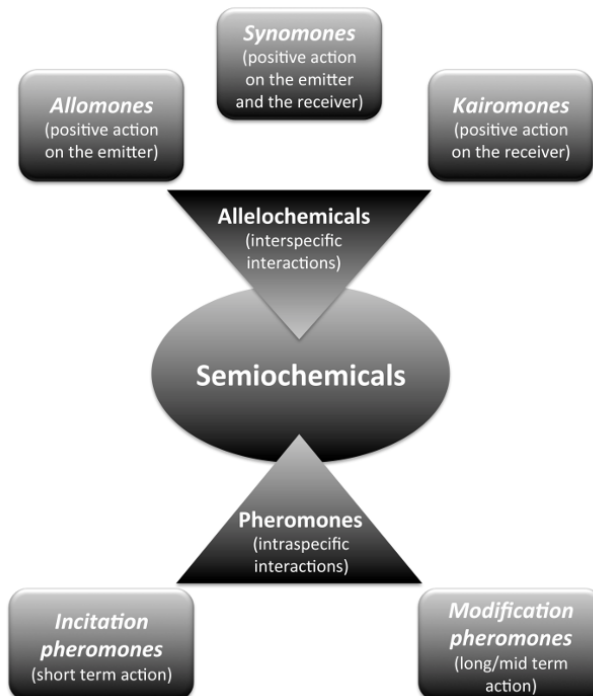 Synomones
(positive action
on the emitter
and the receiver)
Allomones
(positive action
on the emitter)
Kairomones
(positive action
on the receiver)
Allelochemicals
(interspecific
interactions)
Semiochemicals
Pheromones
(intraspecific
interactions)
Incitation
pheromones
(short term action)
Modification
pheromones
(long/mid term
action)